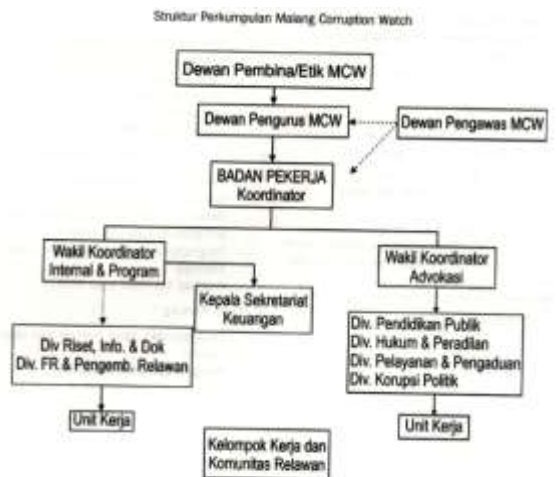 Struktur Perkumpulan Malang Corruption Watch
Dewan Pembina/Etik MCW
Dewan Pengurus MCW
Dewan Pengawas MCW
BADAN PEKERJA
Koordinator
Wakil Koordinator
Internal & Program
Wakil Koordinator
Advokasi
Kepala Sekretariat
Keuangan
Div Riset, Info. & Dok
Div. FR & Pengemb. Relawan
Div. Pendidikan Publik
Div. Hukum & Peradilan
Div. Pelayanan & Pengaduan
Div. Korupsi Politik
Unit Kerja
Unit Kerja
Kelompok Kerja dan
Komunitas Relawan